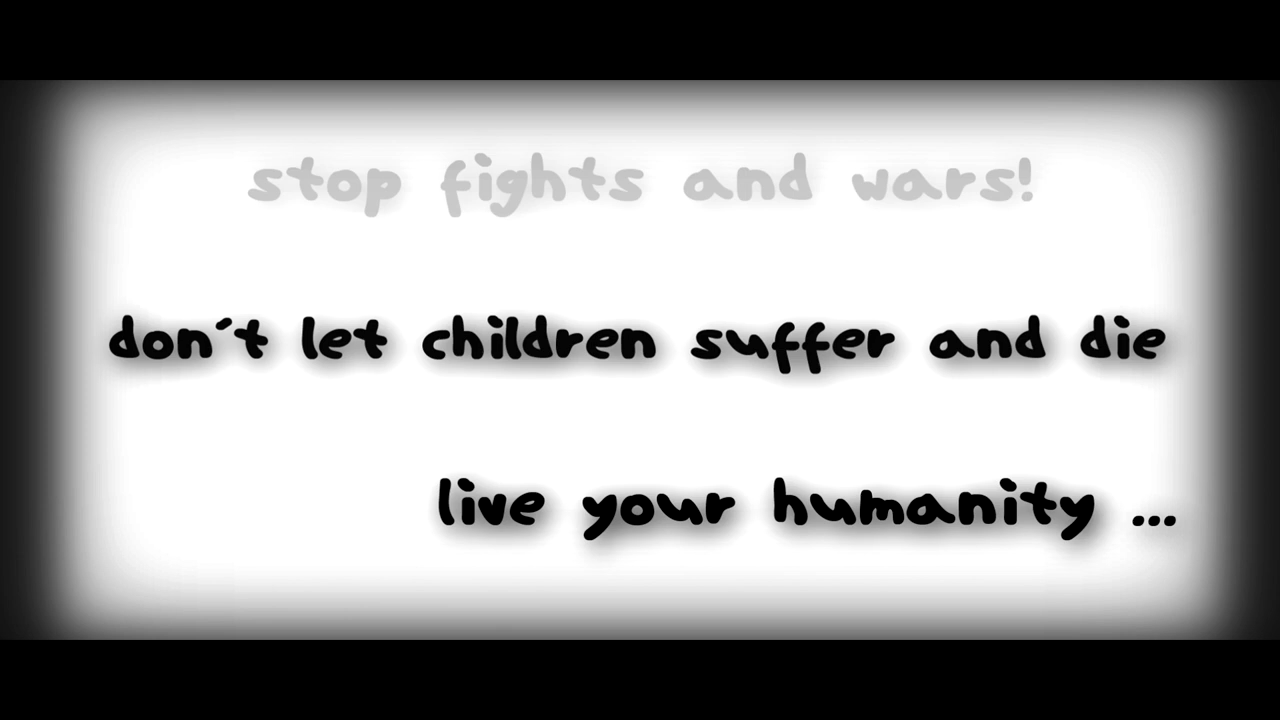 stop fights and wars!
don´t let children suffer and die
live your humanity ...